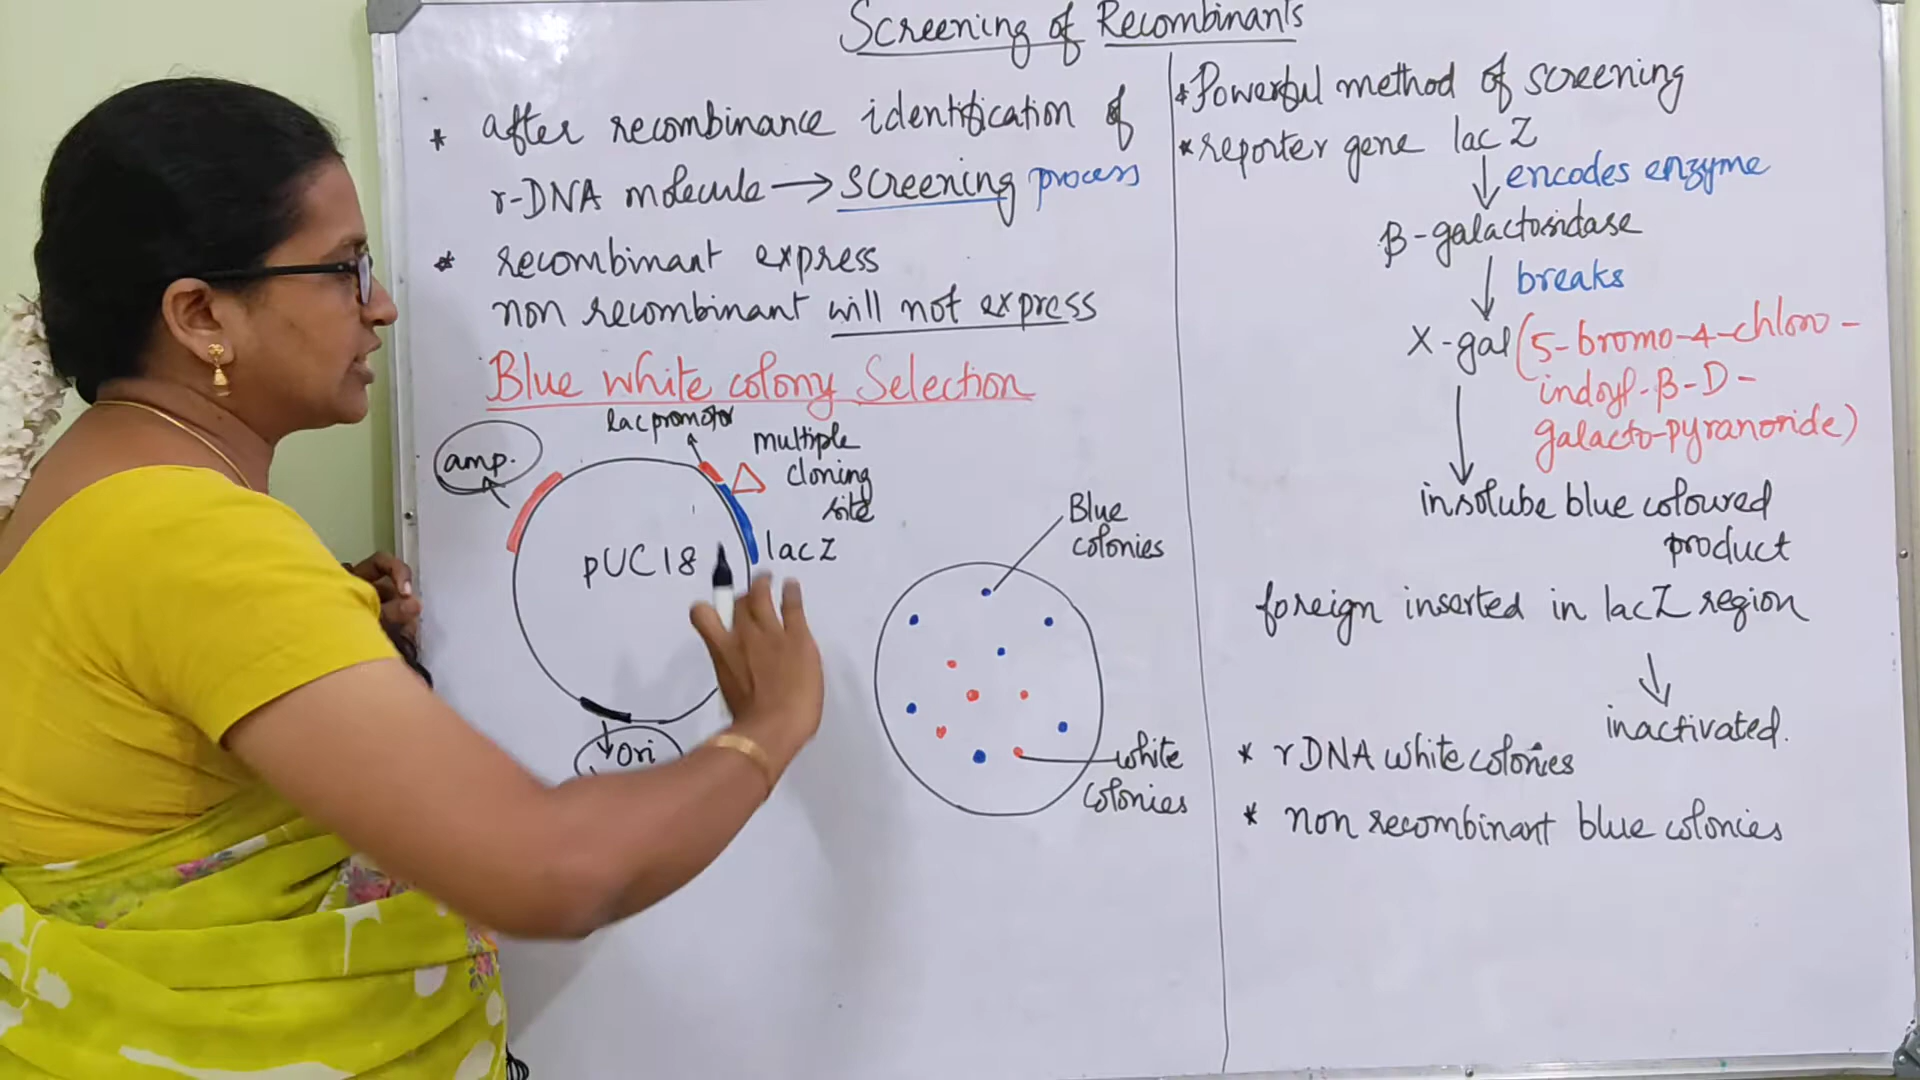 Screening of Recombinants
* after recombinance identification of
r-DNA molecule → screening process
* recombinant express
non recombinant will not express
Blue white colony Selection
lac promotor
amp.
multiple
cloning
site
pUC18
lac Z
Ori
Blue
colonies
white
colonies
* Powerful method of screening
* reporter gene lac Z
↓ encodes enzyme
β-galactosidase
↓ breaks
X-gal (5-bromo-4-chloro-
indoyl-β-D-
galacto-pyranoside)
↓
insolube blue coloured
product
foreign inserted in lacZ region
↓
inactivated.
* rDNA white colonies
* non recombinant blue colonies